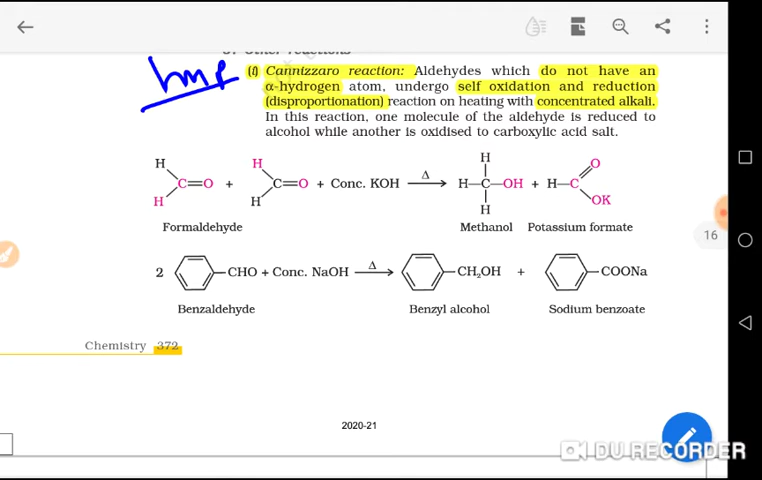 5. Other reactions
Imp
(i) Cannizzaro reaction: Aldehydes which do not have an
α-hydrogen atom, undergo self oxidation and reduction
(disproportionation) reaction on heating with concentrated alkali.
In this reaction, one molecule of the aldehyde is reduced to
alcohol while another is oxidised to carboxylic acid salt.
H H H
C=O + C=O + Conc. KOH Δ H—C—OH + H—C O
H H H OK
Formaldehyde Methanol Potassium formate
16
2 CHO + Conc. NaOH Δ CH₂OH + COONa
Benzaldehyde Benzyl alcohol Sodium benzoate
Chemistry 372
2020-21
DU RECORDER